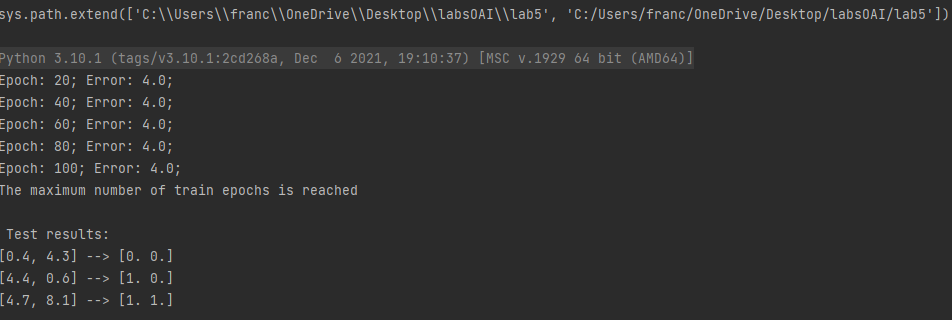 sys.path.extend(['C:\\Users\\franc\\OneDrive\\Desktop\\labsOAI\\lab5', 'C:/Users/franc/OneDrive/Desktop/labsOAI/lab5'])
Python 3.10.1 (tags/v3.10.1:2cd268a, Dec  6 2021, 19:10:37) [MSC v.1929 64 bit (AMD64)]
Epoch: 20; Error: 4.0;
Epoch: 40; Error: 4.0;
Epoch: 60; Error: 4.0;
Epoch: 80; Error: 4.0;
Epoch: 100; Error: 4.0;
The maximum number of train epochs is reached
Test results:
[0.4, 4.3] --> [0. 0.]
[4.4, 0.6] --> [1. 0.]
[4.7, 8.1] --> [1. 1.]